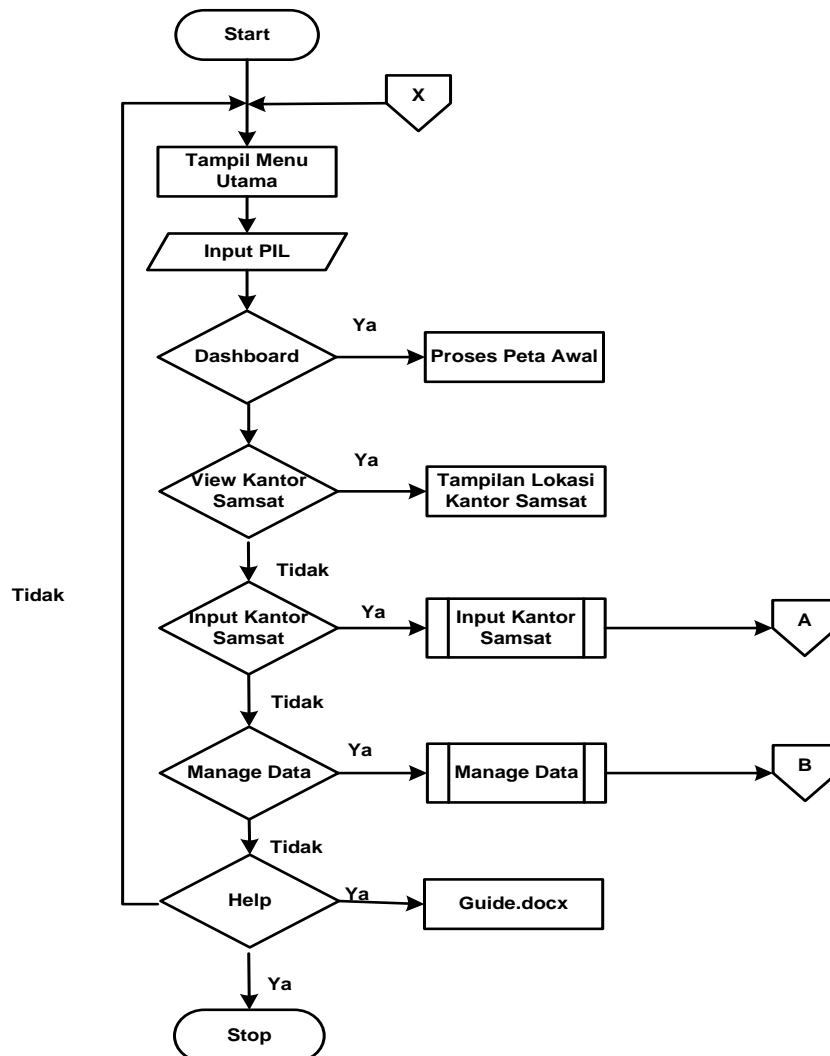 Start
X
Tampil Menu
Utama
Input PIL
Ya
Dashboard
Proses Peta Awal
Ya
View Kantor
Samsat
Tampilan Lokasi
Kantor Samsat
Tidak
Tidak
Ya
Input Kantor
Samsat
Input Kantor
Samsat
A
Tidak
Ya
Manage Data
Manage Data
B
Tidak
Help
Ya
Guide.docx
Ya
Stop